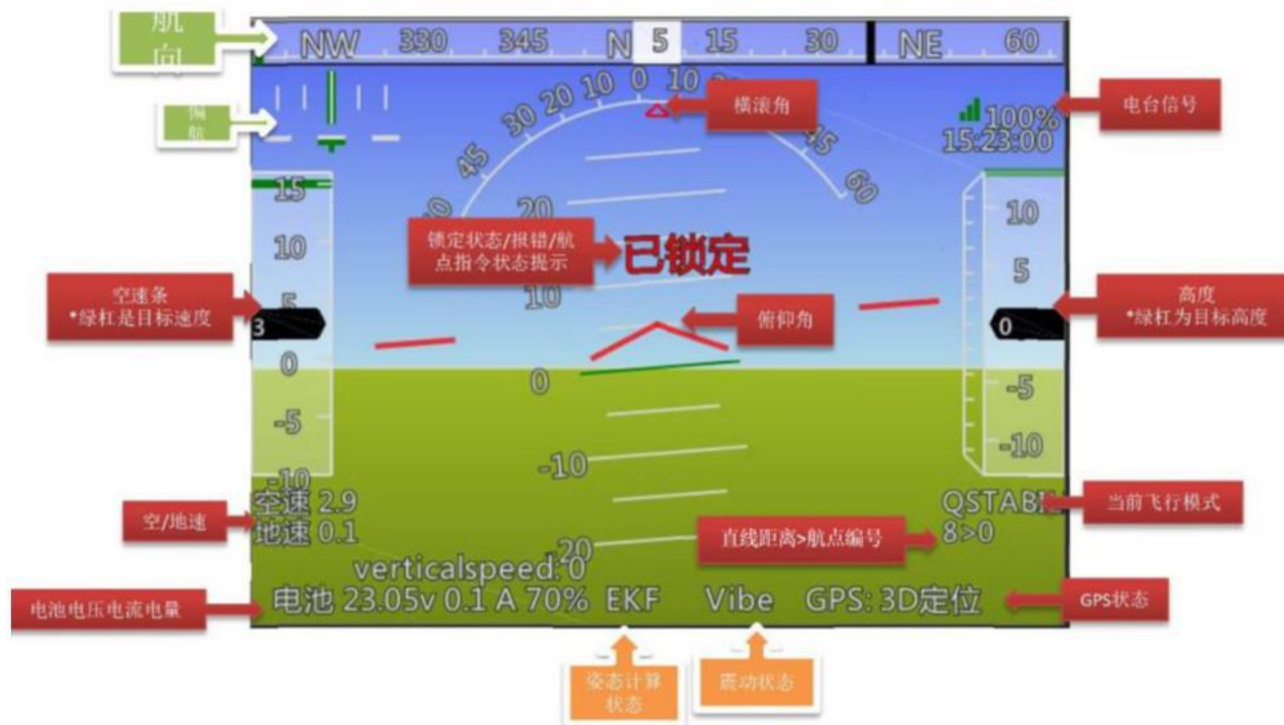 航
向
NW 330 345 N 5 15 30 NE 60
偏
航
30 20 10 0 10
45
45
60
横滚角
100%
15:23:00
电台信号
15
10
5
3
0
-5
-10
空速条
*绿杠是目标速度
20
10
0
-10
-20
锁定状态/报错/航
点指令状态提示
已锁定
俯仰角
10
5
0
-5
-10
高度
*绿杠为目标高度
空速 2.9
地速 0.1
空/地速
QSTABI
8>0
当前飞行模式
直线距离>航点编号
verticalspeed:0
电池 23.05v 0.1 A 70% EKF Vibe GPS: 3D定位
电池电压电流电量
GPS状态
姿态计算
状态
震动状态